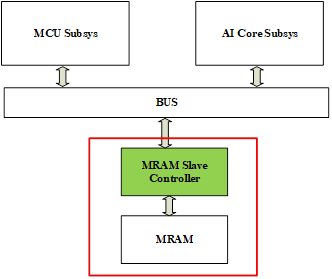 MCU Subsys
AI Core Subsys
BUS
MRAM Slave
Controller
MRAM